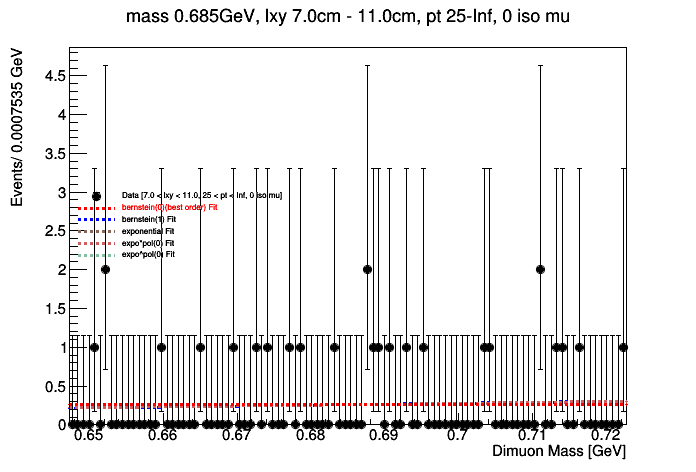 mass 0.685GeV, lxy 7.0cm - 11.0cm, pt 25-Inf, 0 iso mu
Events/ 0.0007535 GeV
4.5
4
3.5
3
2.5
2
1.5
1
0.5
0
Data [7.0 < lxy < 11.0, 25 < pt < Inf, 0 iso mu]
bernstein(0)(best order) Fit
bernstein(1) Fit
exponential Fit
expo*pol(0) Fit
expo^pol(0) Fit
0.65 0.66 0.67 0.68 0.69 0.7 0.71 0.72
Dimuon Mass [GeV]